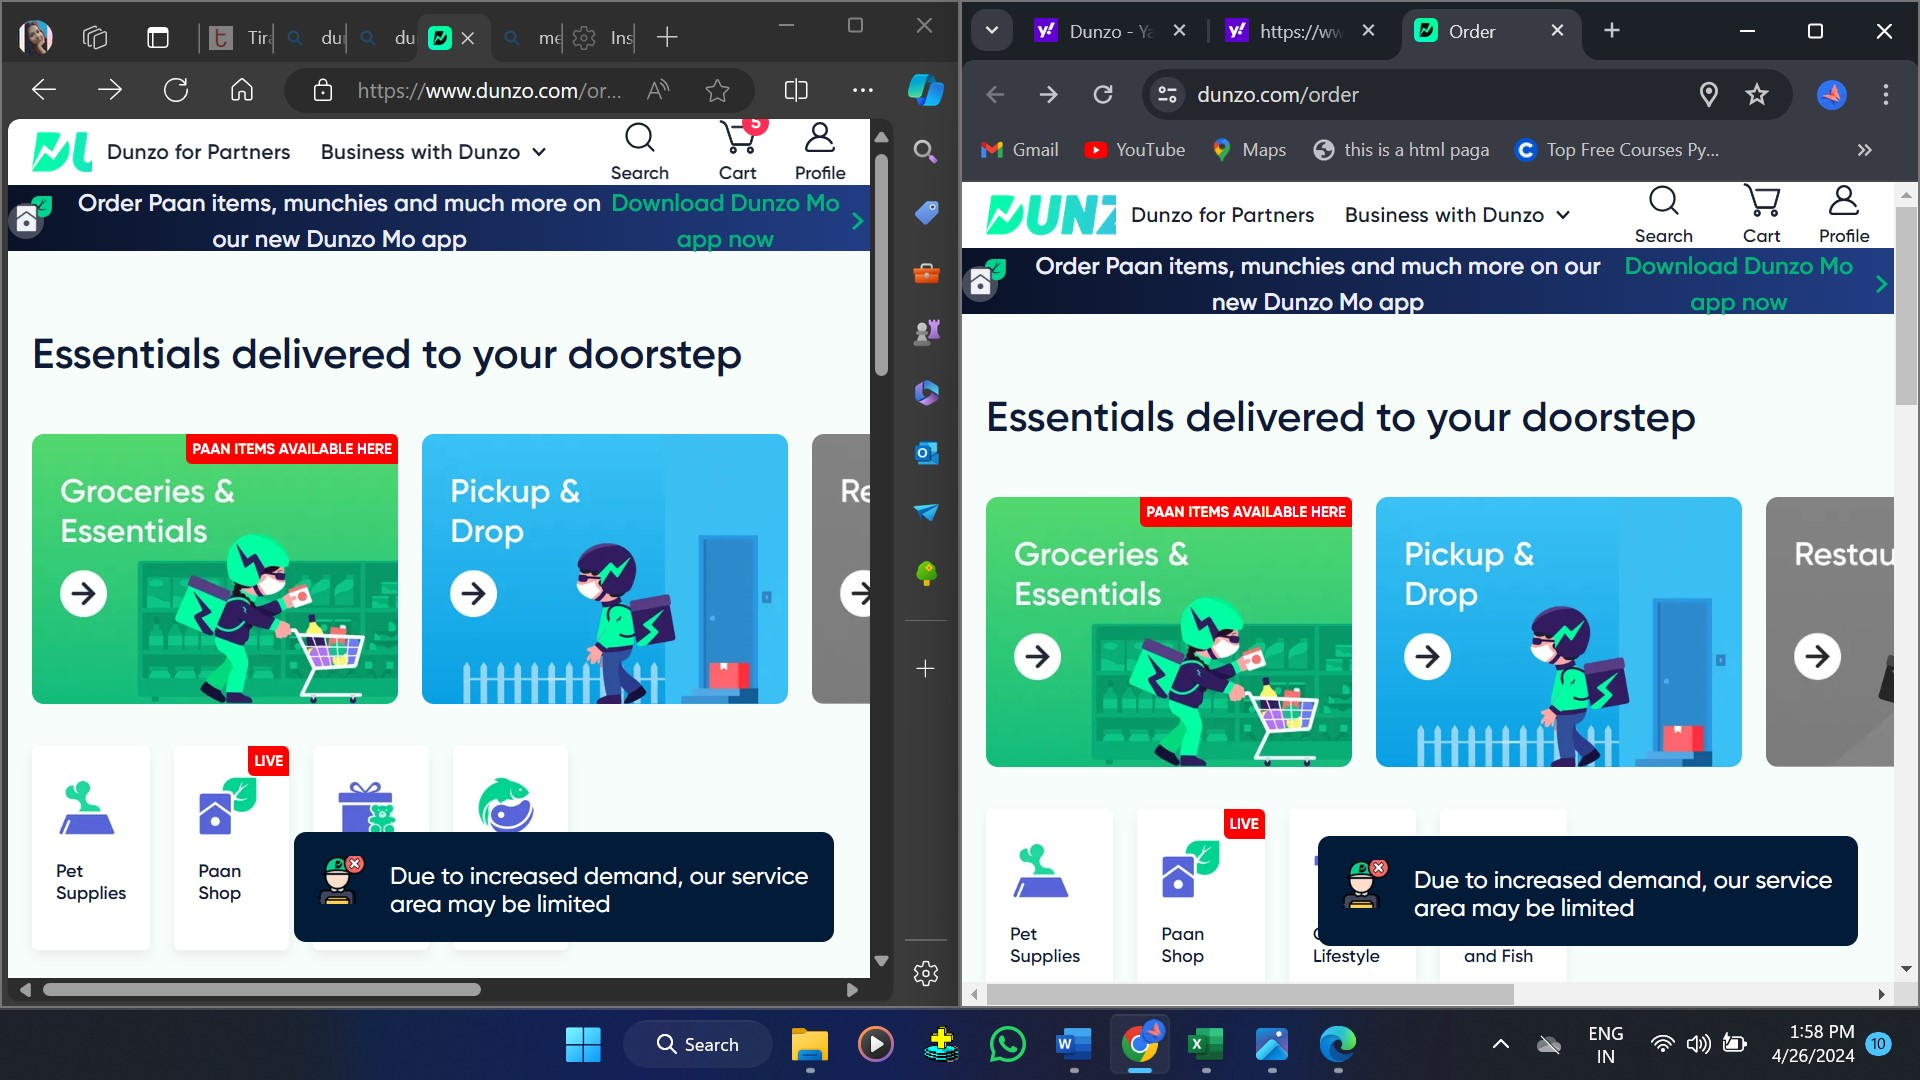 Tir
du
du
me
Ins
https://www.dunzo.com/or...
Dunzo for Partners
Business with Dunzo
5
Search
Cart
Profile
Order Paan items, munchies and much more on
our new Dunzo Mo app
Download Dunzo Mo
app now
Essentials delivered to your doorstep
PAAN ITEMS AVAILABLE HERE
Groceries &
Essentials
Pickup &
Drop
Re
LIVE
Pet
Supplies
Paan
Shop
Due to increased demand, our service
area may be limited
Dunzo - Ya
https://ww
Order
dunzo.com/order
Gmail
YouTube
Maps
this is a html paga
Top Free Courses Py...
DUNZ
Dunzo for Partners
Business with Dunzo
Search
Cart
Profile
Order Paan items, munchies and much more on our
new Dunzo Mo app
Download Dunzo Mo
app now
Essentials delivered to your doorstep
PAAN ITEMS AVAILABLE HERE
Groceries &
Essentials
Pickup &
Drop
Restau
LIVE
Pet
Supplies
Paan
Shop
Lifestyle
and Fish
Due to increased demand, our service
area may be limited
Search
ENG
IN
1:58 PM
4/26/2024
10